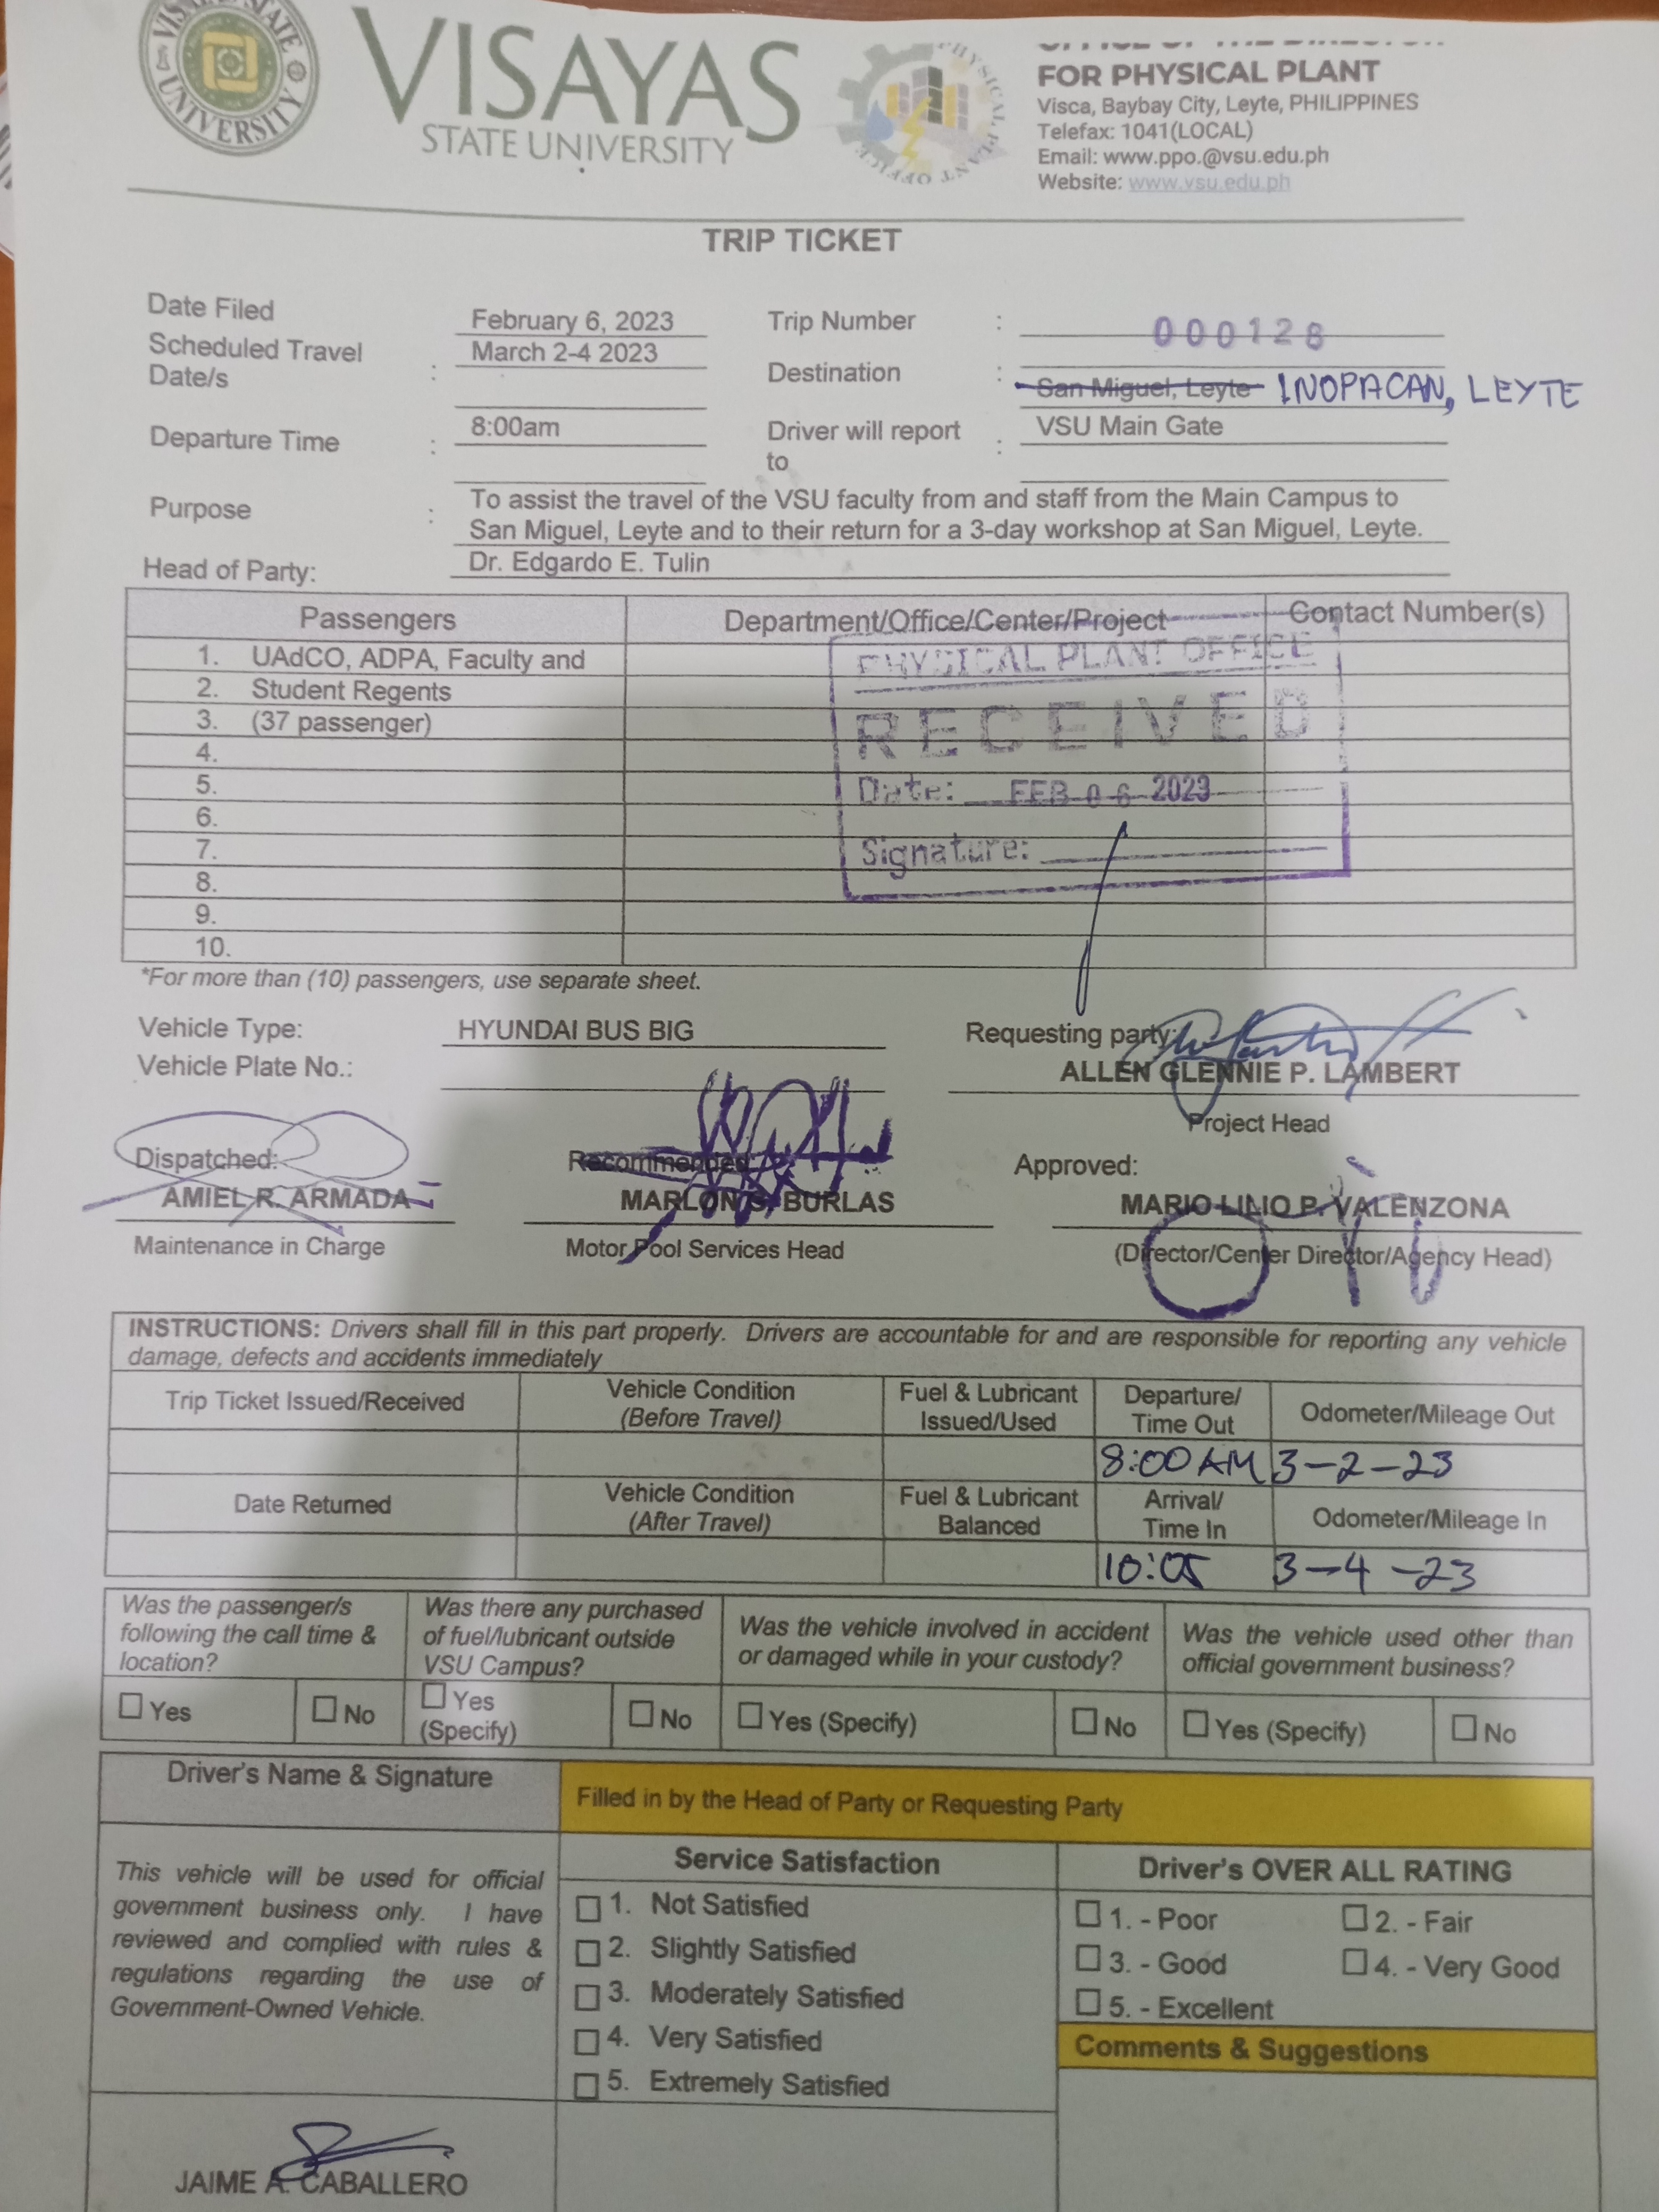 VISAYAS STATE UNIVERSITY
VISAYAS
STATE UNIVERSITY
PHYSICAL PLANT OFFICE
OFFICE OF THE DIRECTOR
FOR PHYSICAL PLANT
Visca, Baybay City, Leyte, PHILIPPINES
Telefax: 1041(LOCAL)
Email: www.ppo.@vsu.edu.ph
Website: www.vsu.edu.ph
TRIP TICKET
Date Filed February 6, 2023 Trip Number : 000128
Scheduled Travel Date/s : March 2-4 2023 Destination : San Miguel, Leyte INOPACAN, LEYTE
Departure Time : 8:00am Driver will report to : VSU Main Gate
Purpose : To assist the travel of the VSU faculty from and staff from the Main Campus to
San Miguel, Leyte and to their return for a 3-day workshop at San Miguel, Leyte.
Head of Party: Dr. Edgardo E. Tulin
Passengers Department/Office/Center/Project Contact Number(s)
1. UAdCO, ADPA, Faculty and
2. Student Regents
3. (37 passenger)
4.
5.
6.
7.
8.
9.
10.
PHYSICAL PLANT OFFICE
RECEIVED
Date: FEB 06 2023
Signature:
*For more than (10) passengers, use separate sheet.
Vehicle Type: HYUNDAI BUS BIG Requesting party:
Vehicle Plate No.: ALLEN GLENNIE P. LAMBERT
Project Head
Dispatched: Recommended: Approved:
AMIEL R. ARMADA MARLON G. BURLAS MARIO LILIO P. VALENZONA
Maintenance in Charge Motor Pool Services Head (Director/Center Director/Agency Head)
INSTRUCTIONS: Drivers shall fill in this part properly. Drivers are accountable for and are responsible for reporting any vehicle
damage, defects and accidents immediately
Trip Ticket Issued/Received Vehicle Condition (Before Travel) Fuel & Lubricant Issued/Used Departure/ Time Out Odometer/Mileage Out
8:00 AM 3-2-23
Date Returned Vehicle Condition (After Travel) Fuel & Lubricant Balanced Arrival/ Time In Odometer/Mileage In
10:05 3-4-23
Was the passenger/s following the call time & location? Was there any purchased of fuel/lubricant outside VSU Campus? Was the vehicle involved in accident or damaged while in your custody? Was the vehicle used other than official government business?
Yes No Yes (Specify) No Yes (Specify) No Yes (Specify) No
Driver's Name & Signature Filled in by the Head of Party or Requesting Party
This vehicle will be used for official
government business only. I have
reviewed and complied with rules &
regulations regarding the use of
Government-Owned Vehicle.
JAIME A. CABALLERO
Service Satisfaction
1. Not Satisfied
2. Slightly Satisfied
3. Moderately Satisfied
4. Very Satisfied
5. Extremely Satisfied
Driver's OVER ALL RATING
1. - Poor 2. - Fair
3. - Good 4. - Very Good
5. - Excellent
Comments & Suggestions